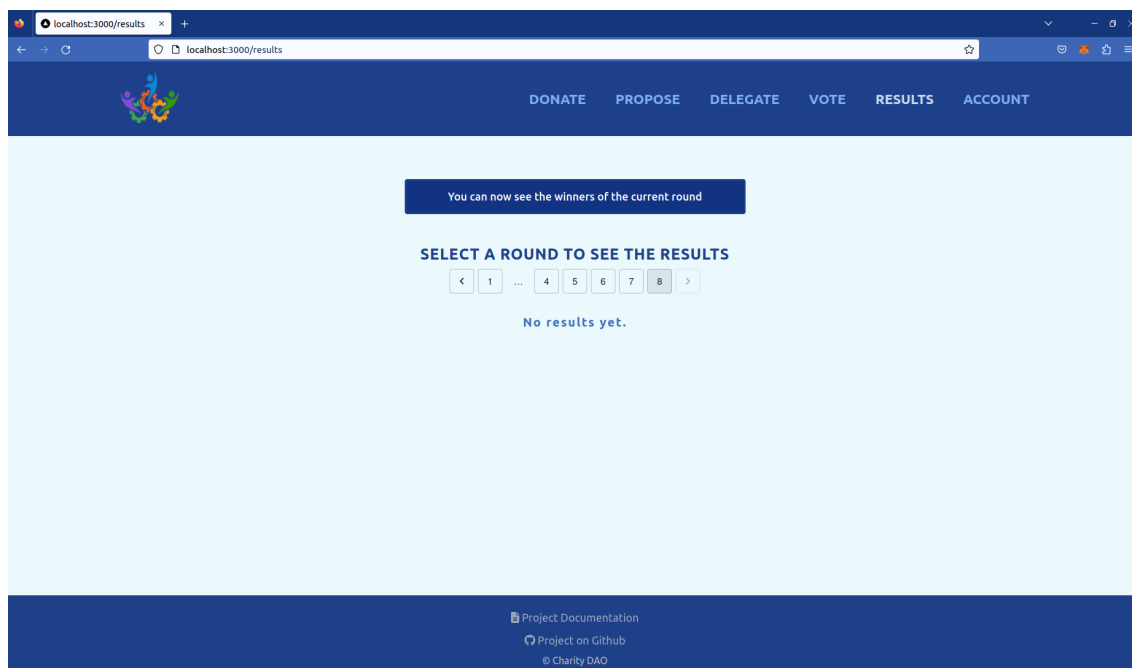 localhost:3000/results
localhost:3000/results
DONATE PROPOSE DELEGATE VOTE RESULTS ACCOUNT
You can now see the winners of the current round
SELECT A ROUND TO SEE THE RESULTS
1 ... 4 5 6 7 8
No results yet.
Project Documentation
Project on Github
© Charity DAO